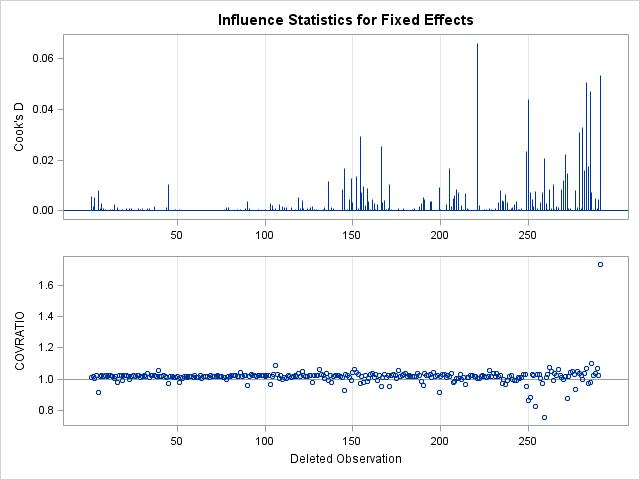 Influence Statistics for Fixed Effects
0.06
0.04
0.02
0.00
Cook's D
50 100 150 200 250
1.6
1.4
1.2
1.0
0.8
COVRATIO
50 100 150 200 250
Deleted Observation